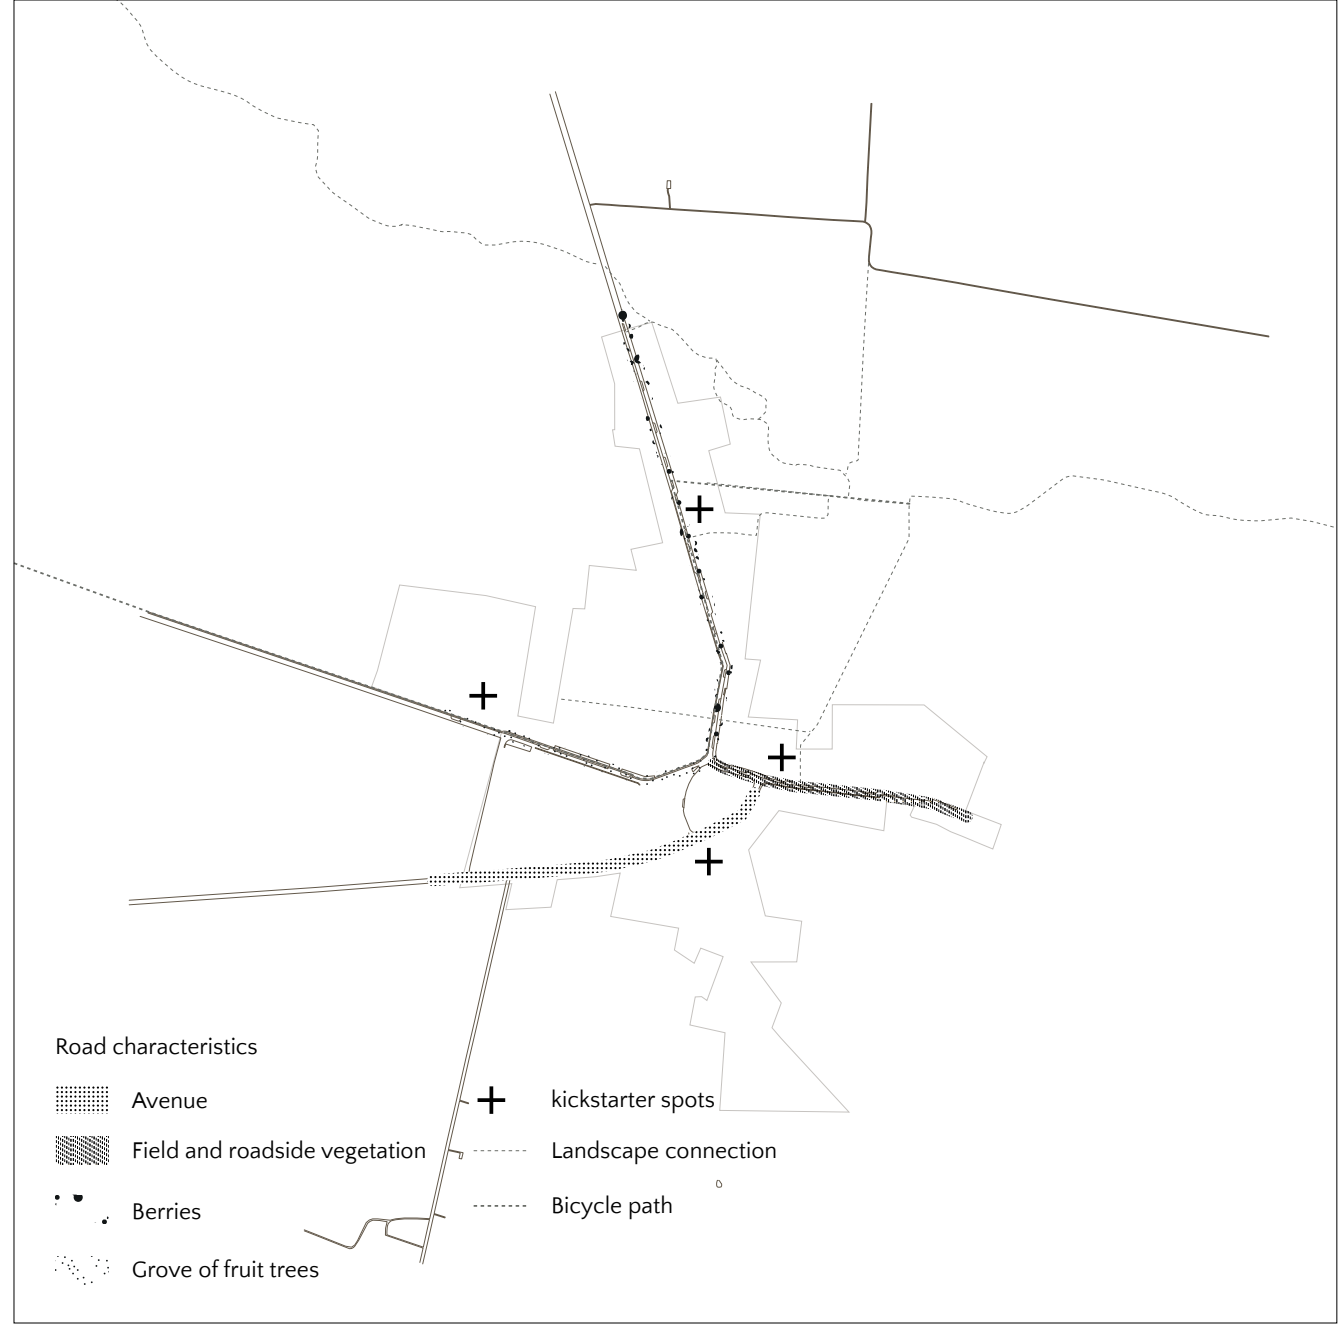 Road characteristics
Avenue
Field and roadside vegetation
Berries
Grove of fruit trees
kickstarter spots
Landscape connection
Bicycle path